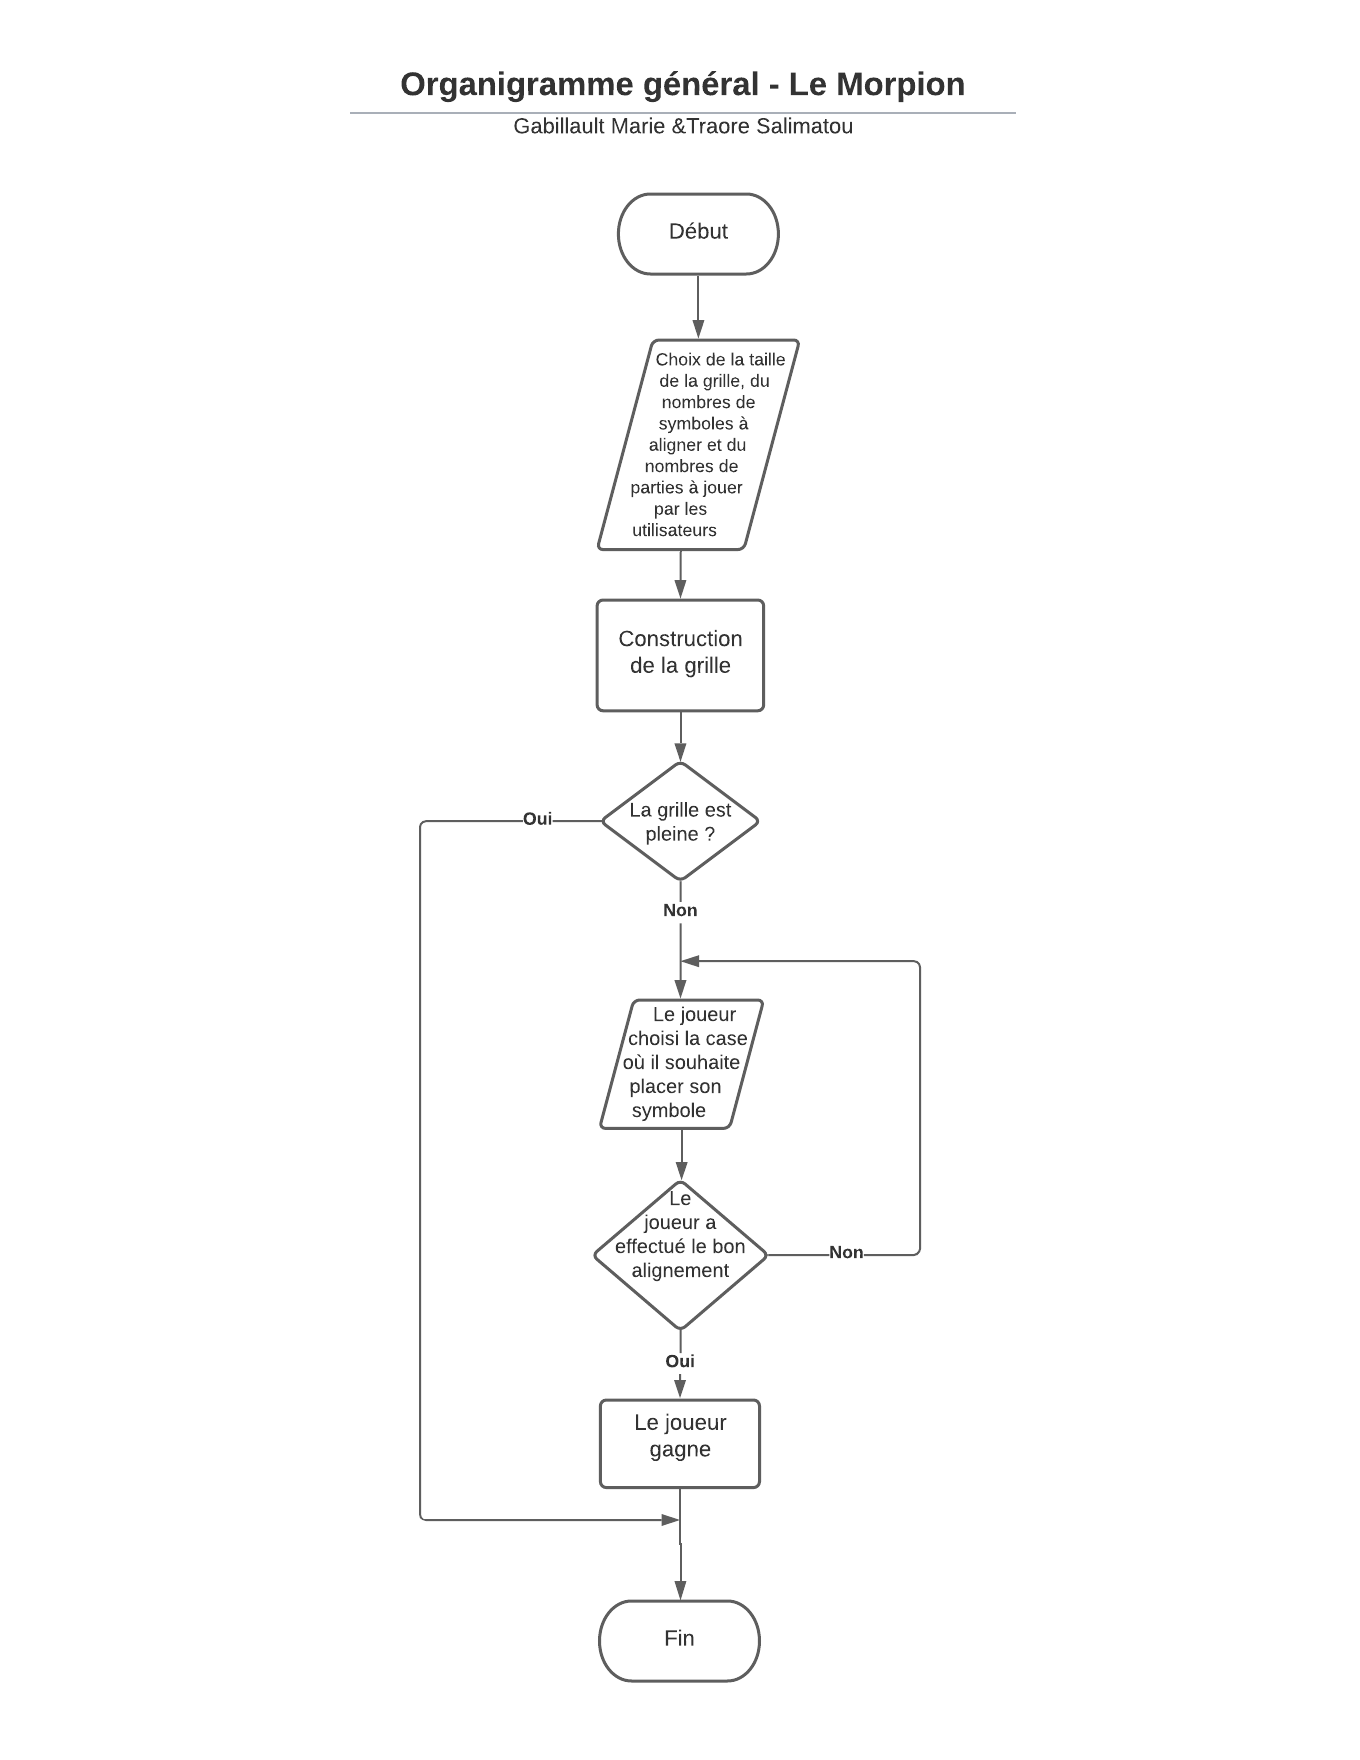 Organigramme général - Le Morpion
Gabillault Marie &Traore Salimatou
Début
Choix de la taille
de la grille, du
nombres de
symboles à
aligner et du
nombres de
parties à jouer
par les
utilisateurs
Construction
de la grille
La grille est
pleine ?
Oui
Non
Le joueur
choisi la case
où il souhaite
placer son
symbole
Le
joueur a
effectué le bon
alignement
Non
Oui
Le joueur
gagne
Fin